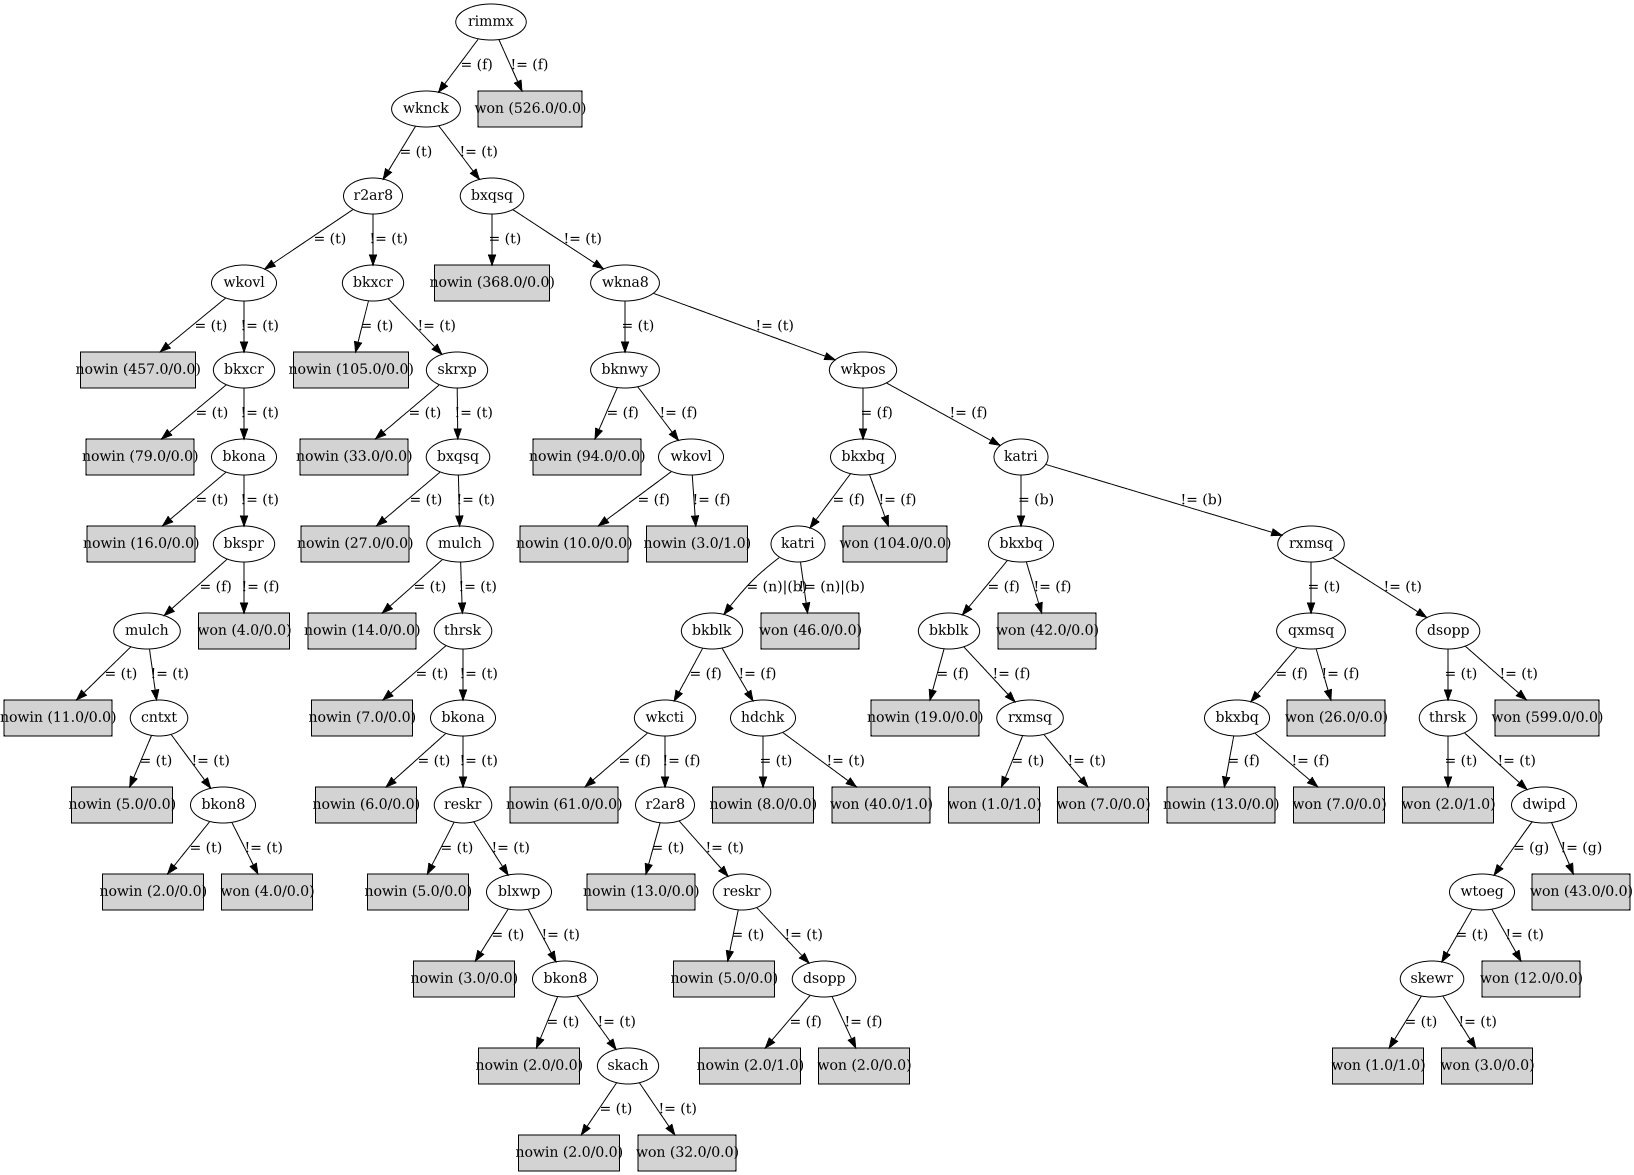 rimmx
= (f)
!= (f)
wknck
won (526.0/0.0)
= (t)
!= (t)
r2ar8
bxqsq
= (t)
!= (t)
= (t)
!= (t)
wkovl
bkxcr
nowin (368.0/0.0)
wkna8
= (t)
!= (t)
= (t)
!= (t)
= (t)
!= (t)
nowin (457.0/0.0)
bkxcr
nowin (105.0/0.0)
skrxp
bknwy
wkpos
= (t)
!= (t)
= (t)
!= (t)
= (f)
!= (f)
= (f)
!= (f)
nowin (79.0/0.0)
bkona
nowin (33.0/0.0)
bxqsq
nowin (94.0/0.0)
wkovl
bkxbq
katri
= (t)
!= (t)
= (t)
!= (t)
= (f)
!= (f)
= (f)
!= (f)
= (b)
!= (b)
nowin (16.0/0.0)
bkspr
nowin (27.0/0.0)
mulch
nowin (10.0/0.0)
nowin (3.0/1.0)
katri
won (104.0/0.0)
bkxbq
rxmsq
= (f)
!= (f)
= (t)
!= (t)
= (n)|(b)
!= (n)|(b)
= (f)
!= (f)
= (t)
!= (t)
mulch
won (4.0/0.0)
nowin (14.0/0.0)
thrsk
bkblk
won (46.0/0.0)
bkblk
won (42.0/0.0)
qxmsq
dsopp
= (t)
!= (t)
= (t)
!= (t)
= (f)
!= (f)
= (f)
!= (f)
= (f)
!= (f)
= (t)
!= (t)
nowin (11.0/0.0)
cntxt
nowin (7.0/0.0)
bkona
wkcti
hdchk
nowin (19.0/0.0)
rxmsq
bkxbq
won (26.0/0.0)
thrsk
won (599.0/0.0)
= (t)
!= (t)
= (t)
!= (t)
= (f)
!= (f)
= (t)
!= (t)
= (t)
!= (t)
= (f)
!= (f)
= (t)
!= (t)
nowin (5.0/0.0)
bkon8
nowin (6.0/0.0)
reskr
nowin (61.0/0.0)
r2ar8
nowin (8.0/0.0)
won (40.0/1.0)
won (1.0/1.0)
won (7.0/0.0)
nowin (13.0/0.0)
won (7.0/0.0)
won (2.0/1.0)
dwipd
= (t)
!= (t)
= (t)
!= (t)
= (t)
!= (t)
= (g)
!= (g)
nowin (2.0/0.0)
won (4.0/0.0)
nowin (5.0/0.0)
blxwp
nowin (13.0/0.0)
reskr
wtoeg
won (43.0/0.0)
= (t)
!= (t)
= (t)
!= (t)
= (t)
!= (t)
nowin (3.0/0.0)
bkon8
nowin (5.0/0.0)
dsopp
skewr
won (12.0/0.0)
= (t)
!= (t)
= (f)
!= (f)
= (t)
!= (t)
nowin (2.0/0.0)
skach
nowin (2.0/1.0)
won (2.0/0.0)
won (1.0/1.0)
won (3.0/0.0)
= (t)
!= (t)
nowin (2.0/0.0)
won (32.0/0.0)